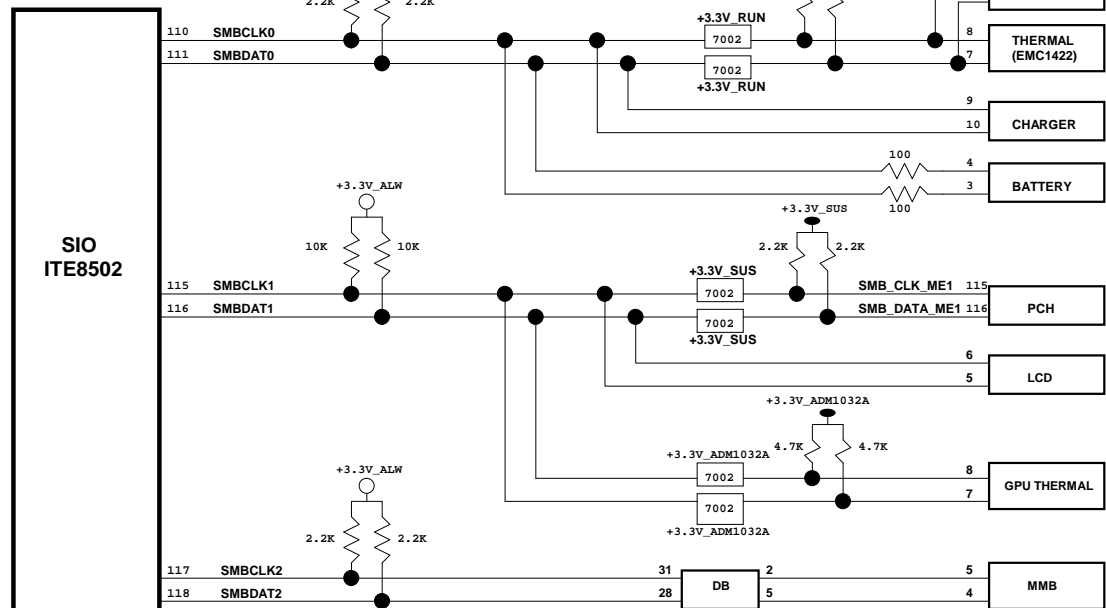 2.2K 2.2K
+3.3V_RUN
110 SMBCLK0 7002 8
THERMAL
(EMC1422)
111 SMBDAT0 7002 7
+3.3V_RUN
9
10 CHARGER
100 4
BATTERY
3
100
+3.3V_ALW
+3.3V_SUS
10K 10K 2.2K 2.2K
SIO
ITE8502
+3.3V_SUS
115 SMBCLK1 7002 SMB_CLK_ME1 115
PCH
116 SMBDAT1 7002 SMB_DATA_ME1 116
+3.3V_SUS
6
LCD
5
+3.3V_ADM1032A
4.7K 4.7K
+3.3V_ADM1032A
+3.3V_ALW
7002 8
GPU THERMAL
7002 7
+3.3V_ADM1032A
2.2K 2.2K
117 SMBCLK2 31 2 5
DB MMB
118 SMBDAT2 28 5 4